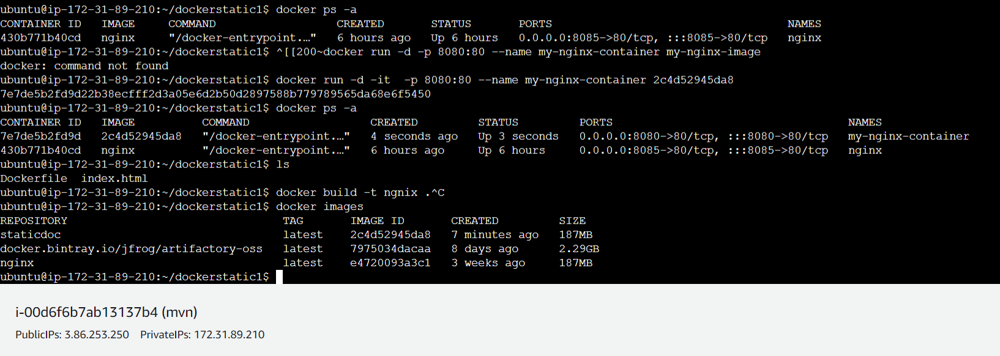 ubuntu@ip-172-31-89-210:~/dockerstatic1$ docker ps -a
CONTAINER ID   IMAGE     COMMAND                  CREATED       STATUS       PORTS                                   NAMES
430b771b40cd   nginx     "/docker-entrypoint.…"   6 hours ago   Up 6 hours   0.0.0.0:8085->80/tcp, :::8085->80/tcp   nginx
ubuntu@ip-172-31-89-210:~/dockerstatic1$ ^[[200~docker run -d -p 8080:80 --name my-nginx-container my-nginx-image
docker: command not found
ubuntu@ip-172-31-89-210:~/dockerstatic1$ docker run -d -it  -p 8080:80 --name my-nginx-container 2c4d52945da8
7e7de5b2fd9d22b38ecfff2d3a05e6d2b50d2897588b779789565da68e6f5450
ubuntu@ip-172-31-89-210:~/dockerstatic1$ docker ps -a
CONTAINER ID   IMAGE          COMMAND                  CREATED         STATUS         PORTS                                   NAMES
7e7de5b2fd9d   2c4d52945da8   "/docker-entrypoint.…"   4 seconds ago   Up 3 seconds   0.0.0.0:8080->80/tcp, :::8080->80/tcp   my-nginx-container
430b771b40cd   nginx          "/docker-entrypoint.…"   6 hours ago     Up 6 hours     0.0.0.0:8085->80/tcp, :::8085->80/tcp   nginx
ubuntu@ip-172-31-89-210:~/dockerstatic1$ ls
Dockerfile  index.html
ubuntu@ip-172-31-89-210:~/dockerstatic1$ docker build -t ngnix .^C
ubuntu@ip-172-31-89-210:~/dockerstatic1$ docker images
REPOSITORY                                TAG       IMAGE ID       CREATED         SIZE
staticdoc                                 latest    2c4d52945da8   7 minutes ago   187MB
docker.bintray.io/jfrog/artifactory-oss   latest    7975034dacaa   8 days ago      2.29GB
nginx                                     latest    e4720093a3c1   3 weeks ago     187MB
ubuntu@ip-172-31-89-210:~/dockerstatic1$
i-00d6f6b7ab13137b4 (mvn)
PublicIPs: 3.86.253.250   PrivateIPs: 172.31.89.210